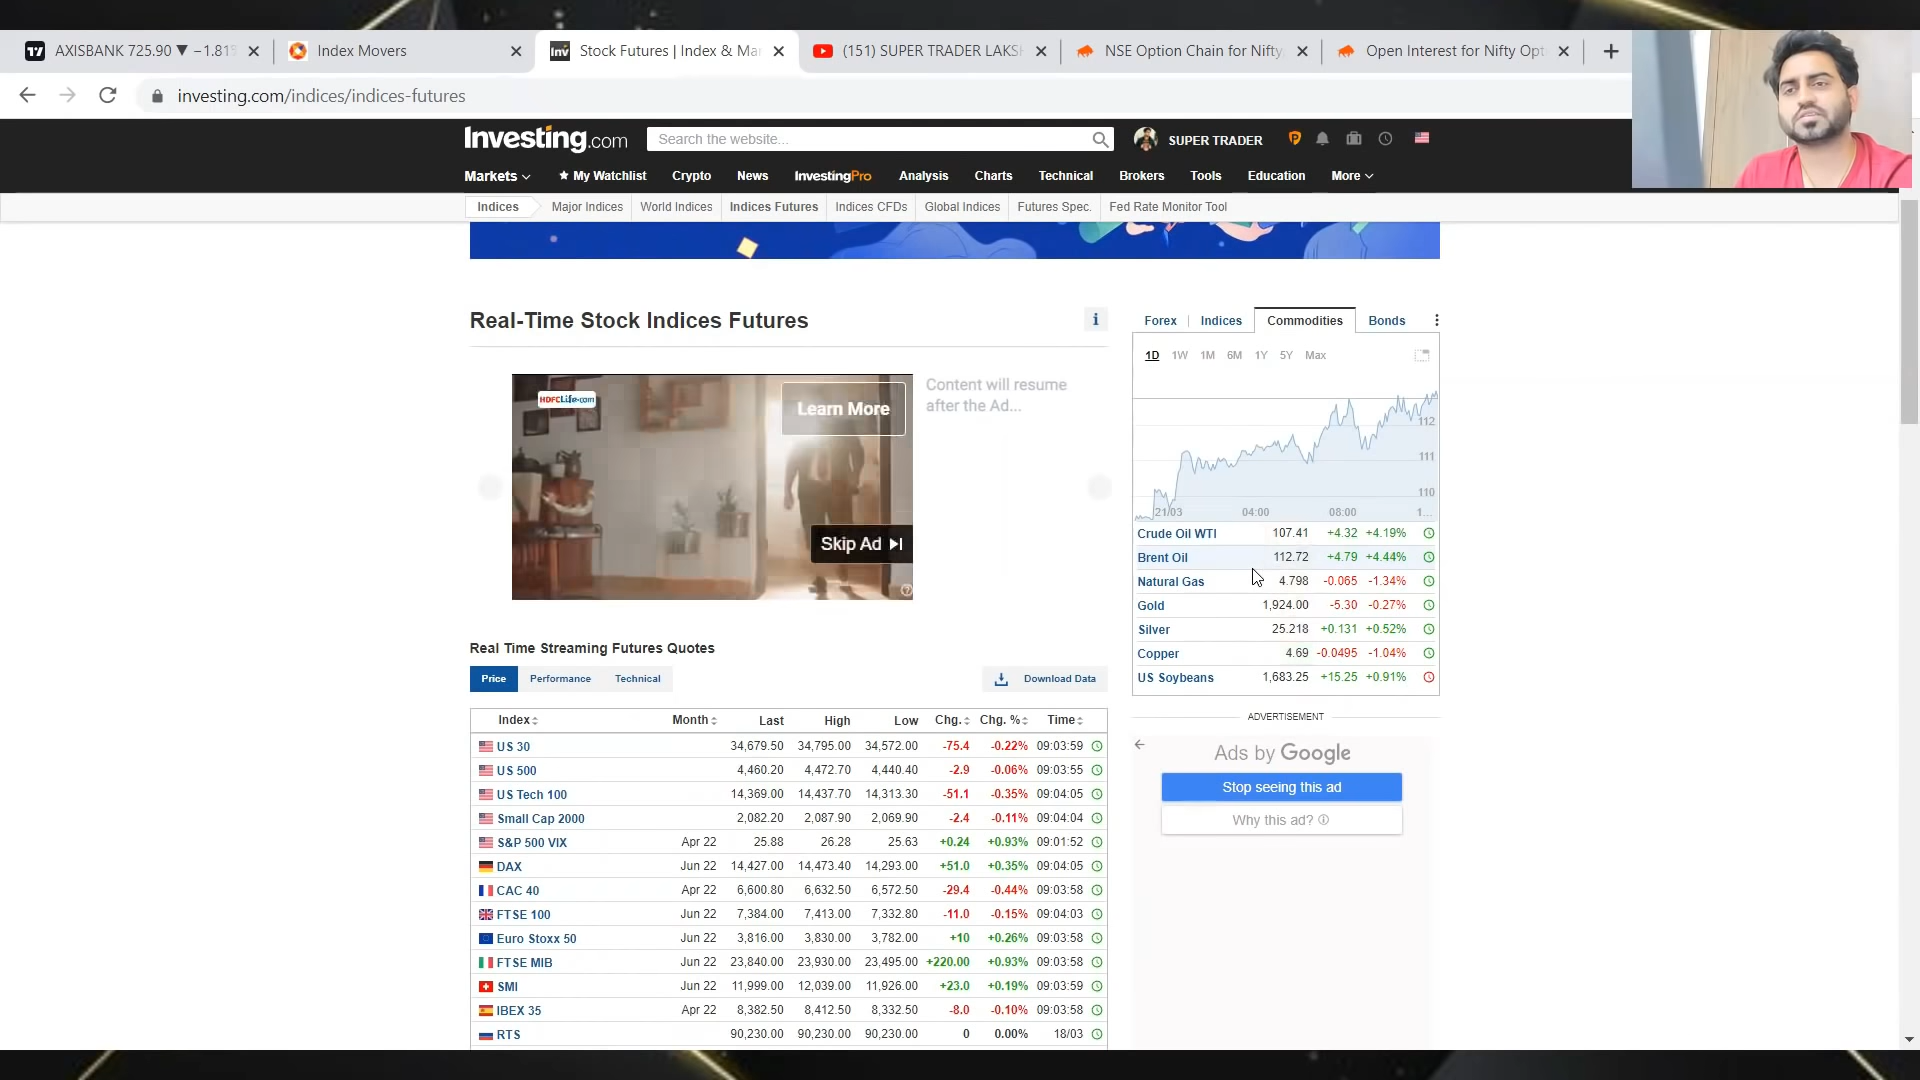 AXISBANK 725.90 ▼ −1.81%
Index Movers
Stock Futures | Index & Ma
(151) SUPER TRADER LAKS
NSE Option Chain for Nifty
Open Interest for Nifty Opt
investing.com/indices/indices-futures
Investing.com
Search the website...
SUPER TRADER
Markets
★ My Watchlist
Crypto
News
InvestingPro
Analysis
Charts
Technical
Brokers
Tools
Education
More
Indices
Major Indices
World Indices
Indices Futures
Indices CFDs
Global Indices
Futures Spec.
Fed Rate Monitor Tool
Real-Time Stock Indices Futures
HDFCLife.com
Learn More
Content will resume
after the Ad...
Skip Ad
Forex
Indices
Commodities
Bonds
1D 1W 1M 6M 1Y 5Y Max
112
111
110
21/03 04:00 08:00 1...
Crude Oil WTI 107.41 +4.32 +4.19%
Brent Oil 112.72 +4.79 +4.44%
Natural Gas 4.798 -0.065 -1.34%
Gold 1,924.00 -5.30 -0.27%
Silver 25.218 +0.131 +0.52%
Copper 4.69 -0.0495 -1.04%
US Soybeans 1,683.25 +15.25 +0.91%
Real Time Streaming Futures Quotes
Price
Performance
Technical
Download Data
Index Month Last High Low Chg. Chg. % Time
US 30 34,679.50 34,795.00 34,572.00 -75.4 -0.22% 09:03:59
US 500 4,460.20 4,472.70 4,440.40 -2.9 -0.06% 09:03:55
US Tech 100 14,369.00 14,437.70 14,313.30 -51.1 -0.35% 09:04:05
Small Cap 2000 2,082.20 2,087.90 2,069.90 -2.4 -0.11% 09:04:04
S&P 500 VIX Apr 22 25.88 26.28 25.63 +0.24 +0.93% 09:01:52
DAX Jun 22 14,427.00 14,473.40 14,293.00 +51.0 +0.35% 09:04:05
CAC 40 Apr 22 6,600.80 6,632.50 6,572.50 -29.4 -0.44% 09:03:58
FTSE 100 Jun 22 7,384.00 7,413.00 7,332.80 -11.0 -0.15% 09:04:03
Euro Stoxx 50 Jun 22 3,816.00 3,830.00 3,782.00 +10 +0.26% 09:03:58
FTSE MIB Jun 22 23,840.00 23,930.00 23,495.00 +220.00 +0.93% 09:03:58
SMI Jun 22 11,999.00 12,039.00 11,926.00 +23.0 +0.19% 09:03:59
IBEX 35 Apr 22 8,382.50 8,412.50 8,332.50 -8.0 -0.10% 09:03:58
RTS 90,230.00 90,230.00 90,230.00 0 0.00% 18/03
ADVERTISEMENT
Ads by Google
Stop seeing this ad
Why this ad?